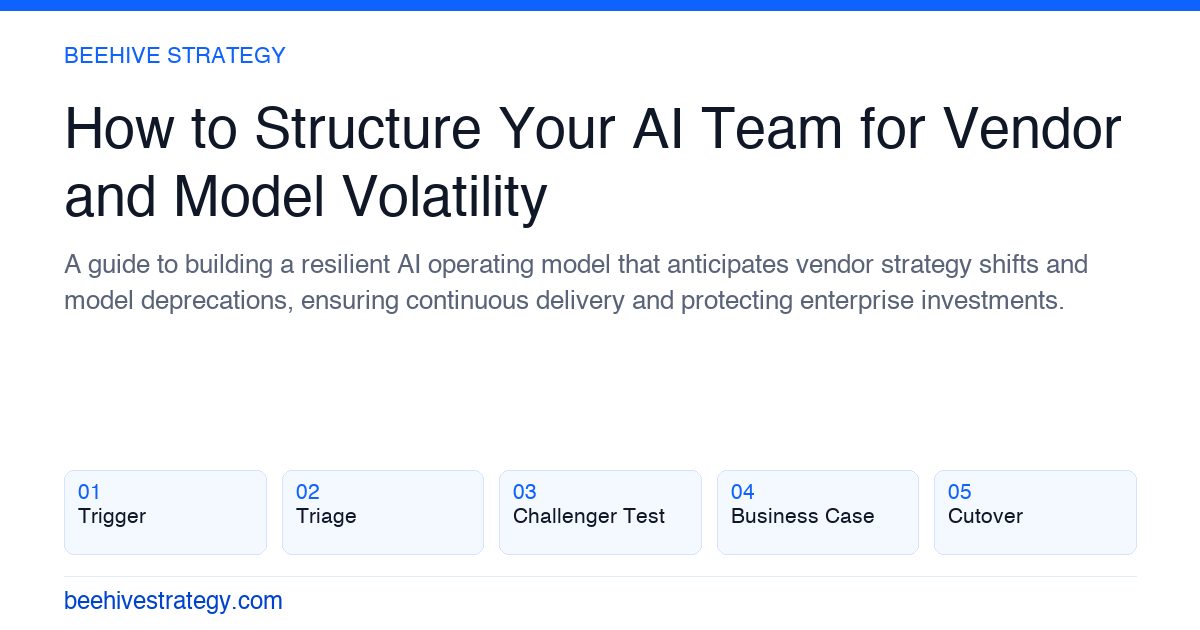 BEEHIVE STRATEGY
How to Structure Your AI Team for Vendor
and Model Volatility
A guide to building a resilient AI operating model that anticipates vendor strategy shifts and
model deprecations, ensuring continuous delivery and protecting enterprise investments.
01
Trigger
02
Triage
03
Challenger Test
04
Business Case
05
Cutover
beehivestrategy.com